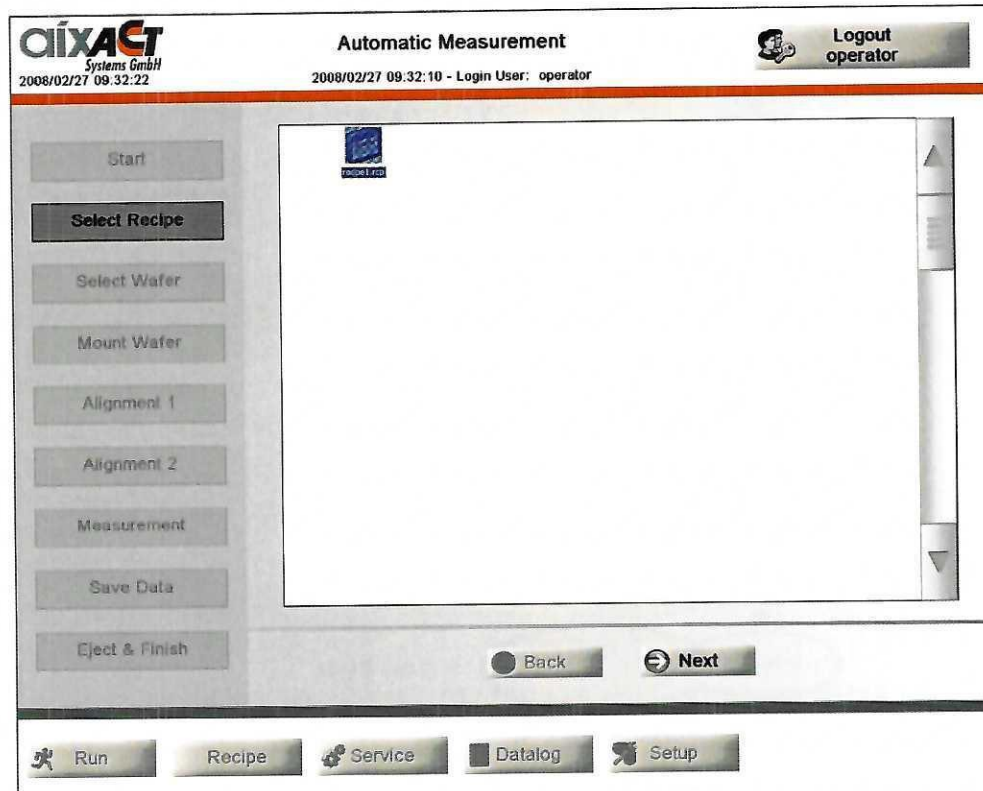 aixACT
Systems GmbH
2008/02/27 09:32:22
Automatic Measurement
2008/02/27 09:32:10 - Login User: operator
Logout
operator
Start
Select Recipe
Select Wafer
Mount Wafer
Alignment 1
Alignment 2
Measurement
Save Data
Eject & Finish
recipe1.rcp
Back
Next
Run
Recipe
Service
Datalog
Setup